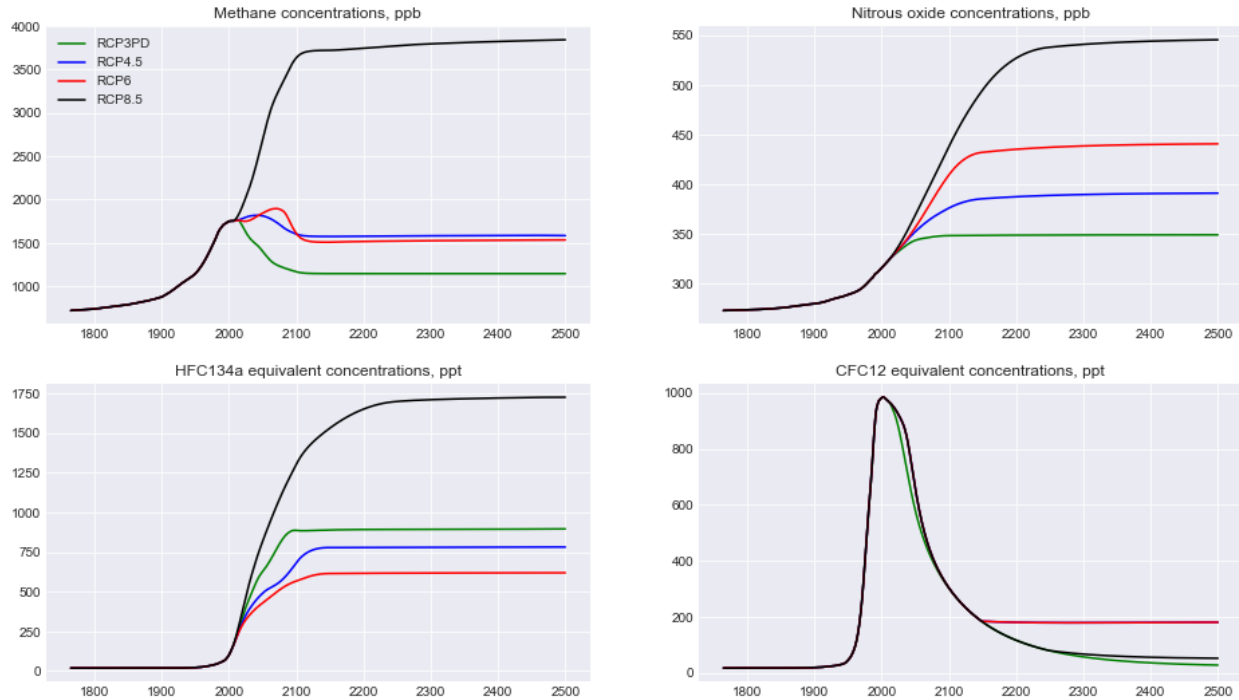 Methane concentrations, ppb
4000
3500
3000
2500
2000
1500
1000
RCP3PD
RCP4.5
RCP6
RCP8.5
1800 1900 2000 2100 2200 2300 2400 2500
Nitrous oxide concentrations, ppb
550
500
450
400
350
300
1800 1900 2000 2100 2200 2300 2400 2500
HFC134a equivalent concentrations, ppt
1750
1500
1250
1000
750
500
250
0
1800 1900 2000 2100 2200 2300 2400 2500
CFC12 equivalent concentrations, ppt
1000
800
600
400
200
0
1800 1900 2000 2100 2200 2300 2400 2500